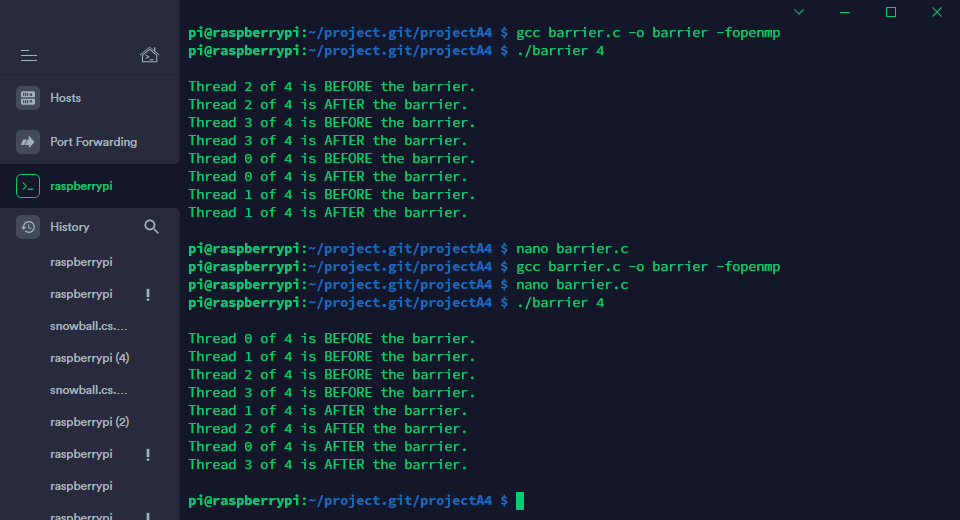 Hosts
Port Forwarding
raspberrypi
History
raspberrypi
raspberrypi !
snowball.cs....
raspberrypi (4)
snowball.cs....
raspberrypi (2)
raspberrypi !
raspberrypi
raspberrypi !
pi@raspberrypi:~/project.git/projectA4 $ gcc barrier.c -o barrier -fopenmp
pi@raspberrypi:~/project.git/projectA4 $ ./barrier 4
Thread 2 of 4 is BEFORE the barrier.
Thread 2 of 4 is AFTER the barrier.
Thread 3 of 4 is BEFORE the barrier.
Thread 3 of 4 is AFTER the barrier.
Thread 0 of 4 is BEFORE the barrier.
Thread 0 of 4 is AFTER the barrier.
Thread 1 of 4 is BEFORE the barrier.
Thread 1 of 4 is AFTER the barrier.
pi@raspberrypi:~/project.git/projectA4 $ nano barrier.c
pi@raspberrypi:~/project.git/projectA4 $ gcc barrier.c -o barrier -fopenmp
pi@raspberrypi:~/project.git/projectA4 $ nano barrier.c
pi@raspberrypi:~/project.git/projectA4 $ ./barrier 4
Thread 0 of 4 is BEFORE the barrier.
Thread 1 of 4 is BEFORE the barrier.
Thread 2 of 4 is BEFORE the barrier.
Thread 3 of 4 is BEFORE the barrier.
Thread 1 of 4 is AFTER the barrier.
Thread 2 of 4 is AFTER the barrier.
Thread 0 of 4 is AFTER the barrier.
Thread 3 of 4 is AFTER the barrier.
pi@raspberrypi:~/project.git/projectA4 $